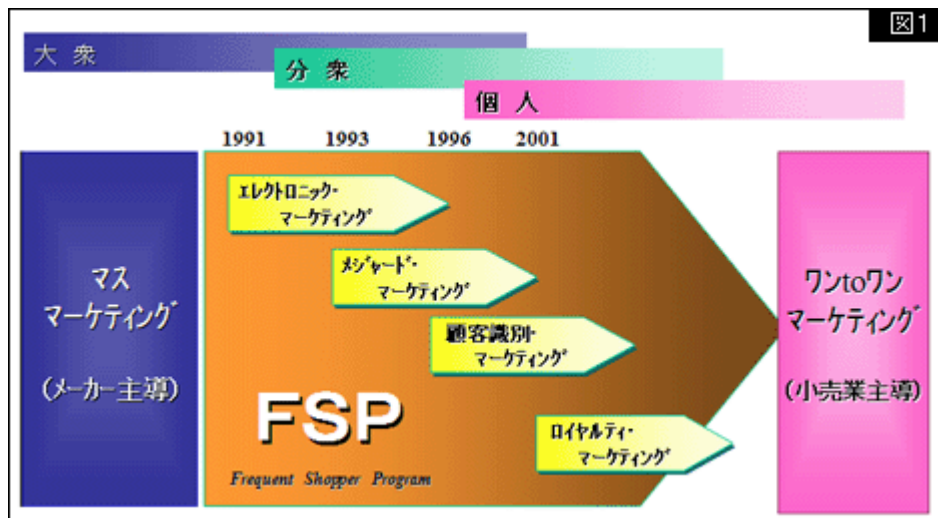 図1
大衆
分衆
個人
1991 1993 1996 2001
マス
マーケティング
(メーカー主導)
エレクトロニック・
マーケティング
メジャード・
マーケティング
顧客識別・
マーケティング
ロイヤルティ・
マーケティング
FSP
Frequent Shopper Program
ワンtoワン
マーケティング
(小売業主導)